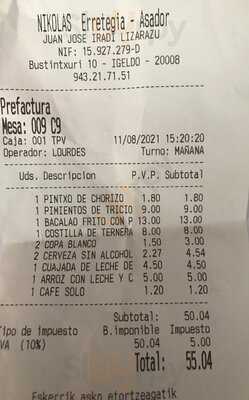 NIKOLAS Erretegia - Asador
JUAN JOSE IRADI LIZARAZU
NIF: 15.927.279-D
Bustintxuri 10 - IGELDO - 20008
943.21.71.51
Prefactura
Mesa: 009 C9
Caja: 001 TPV 11/08/2021 15:20:20
Operador: LOURDES Turno: MAÑANA
Uds. Descripcion P.V.P. Subtotal
1 PINTXO DE CHORIZO 1.80 1.80
1 PIMIENTOS DE TRICIO 9.00 9.00
1 BACALAO FRITO CON P 13.00 13.00
1 COSTILLA DE TERNERA 8.00 8.00
2 COPA BLANCO 1.50 3.00
2 CERVEZA SIN ALCOHOL 2.27 4.54
1 CUAJADA DE LECHE DE 4.50 4.50
1 ARROZ CON LECHE Y C 5.00 5.00
1 CAFE SOLO 1.20 1.20
Subtotal: 50.04
Tipo de impuesto B.imponible Impuesto
VA (10%) 50.04 5.00
Total: 55.04
Eskerrik asko etortzeagatik